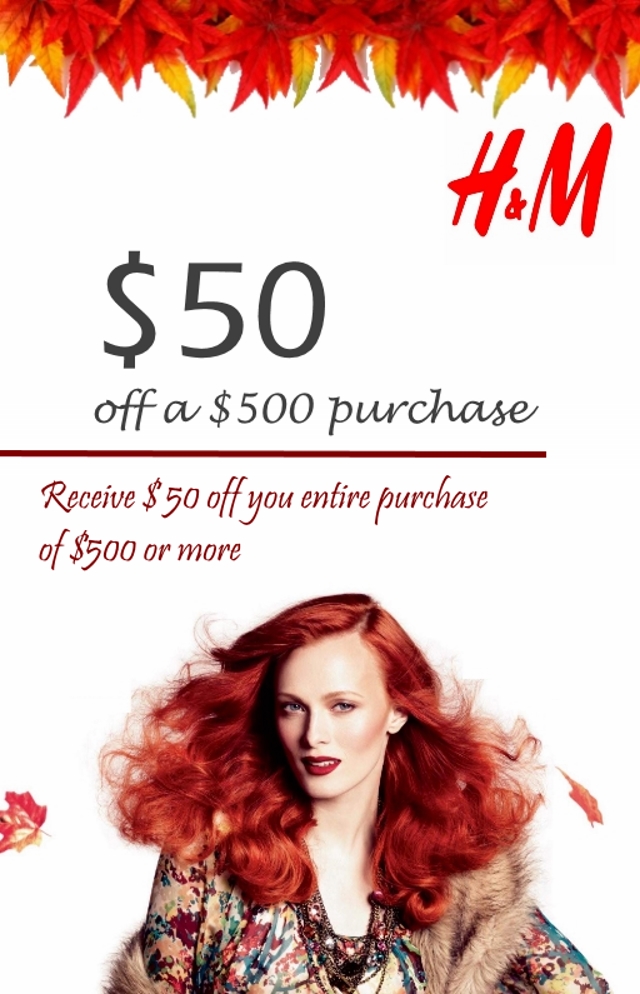 H&M
$50
off a $500 purchase
Receive $50 off you entire purchase
of $500 or more